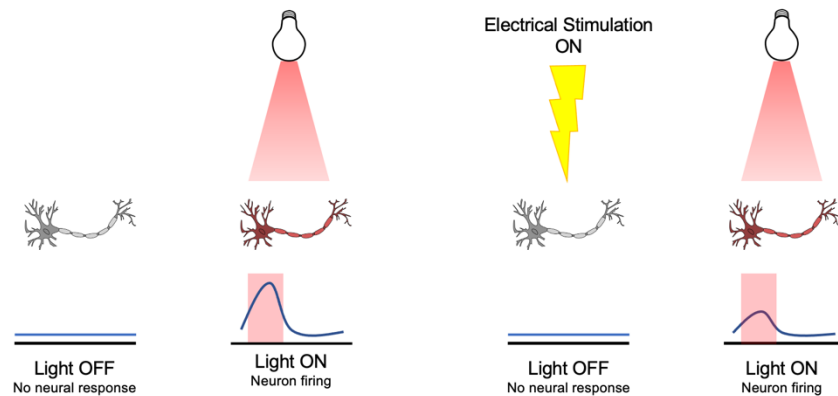 Electrical Stimulation
ON
Light OFF
No neural response
Light ON
Neuron firing
Light OFF
No neural response
Light ON
Neuron firing